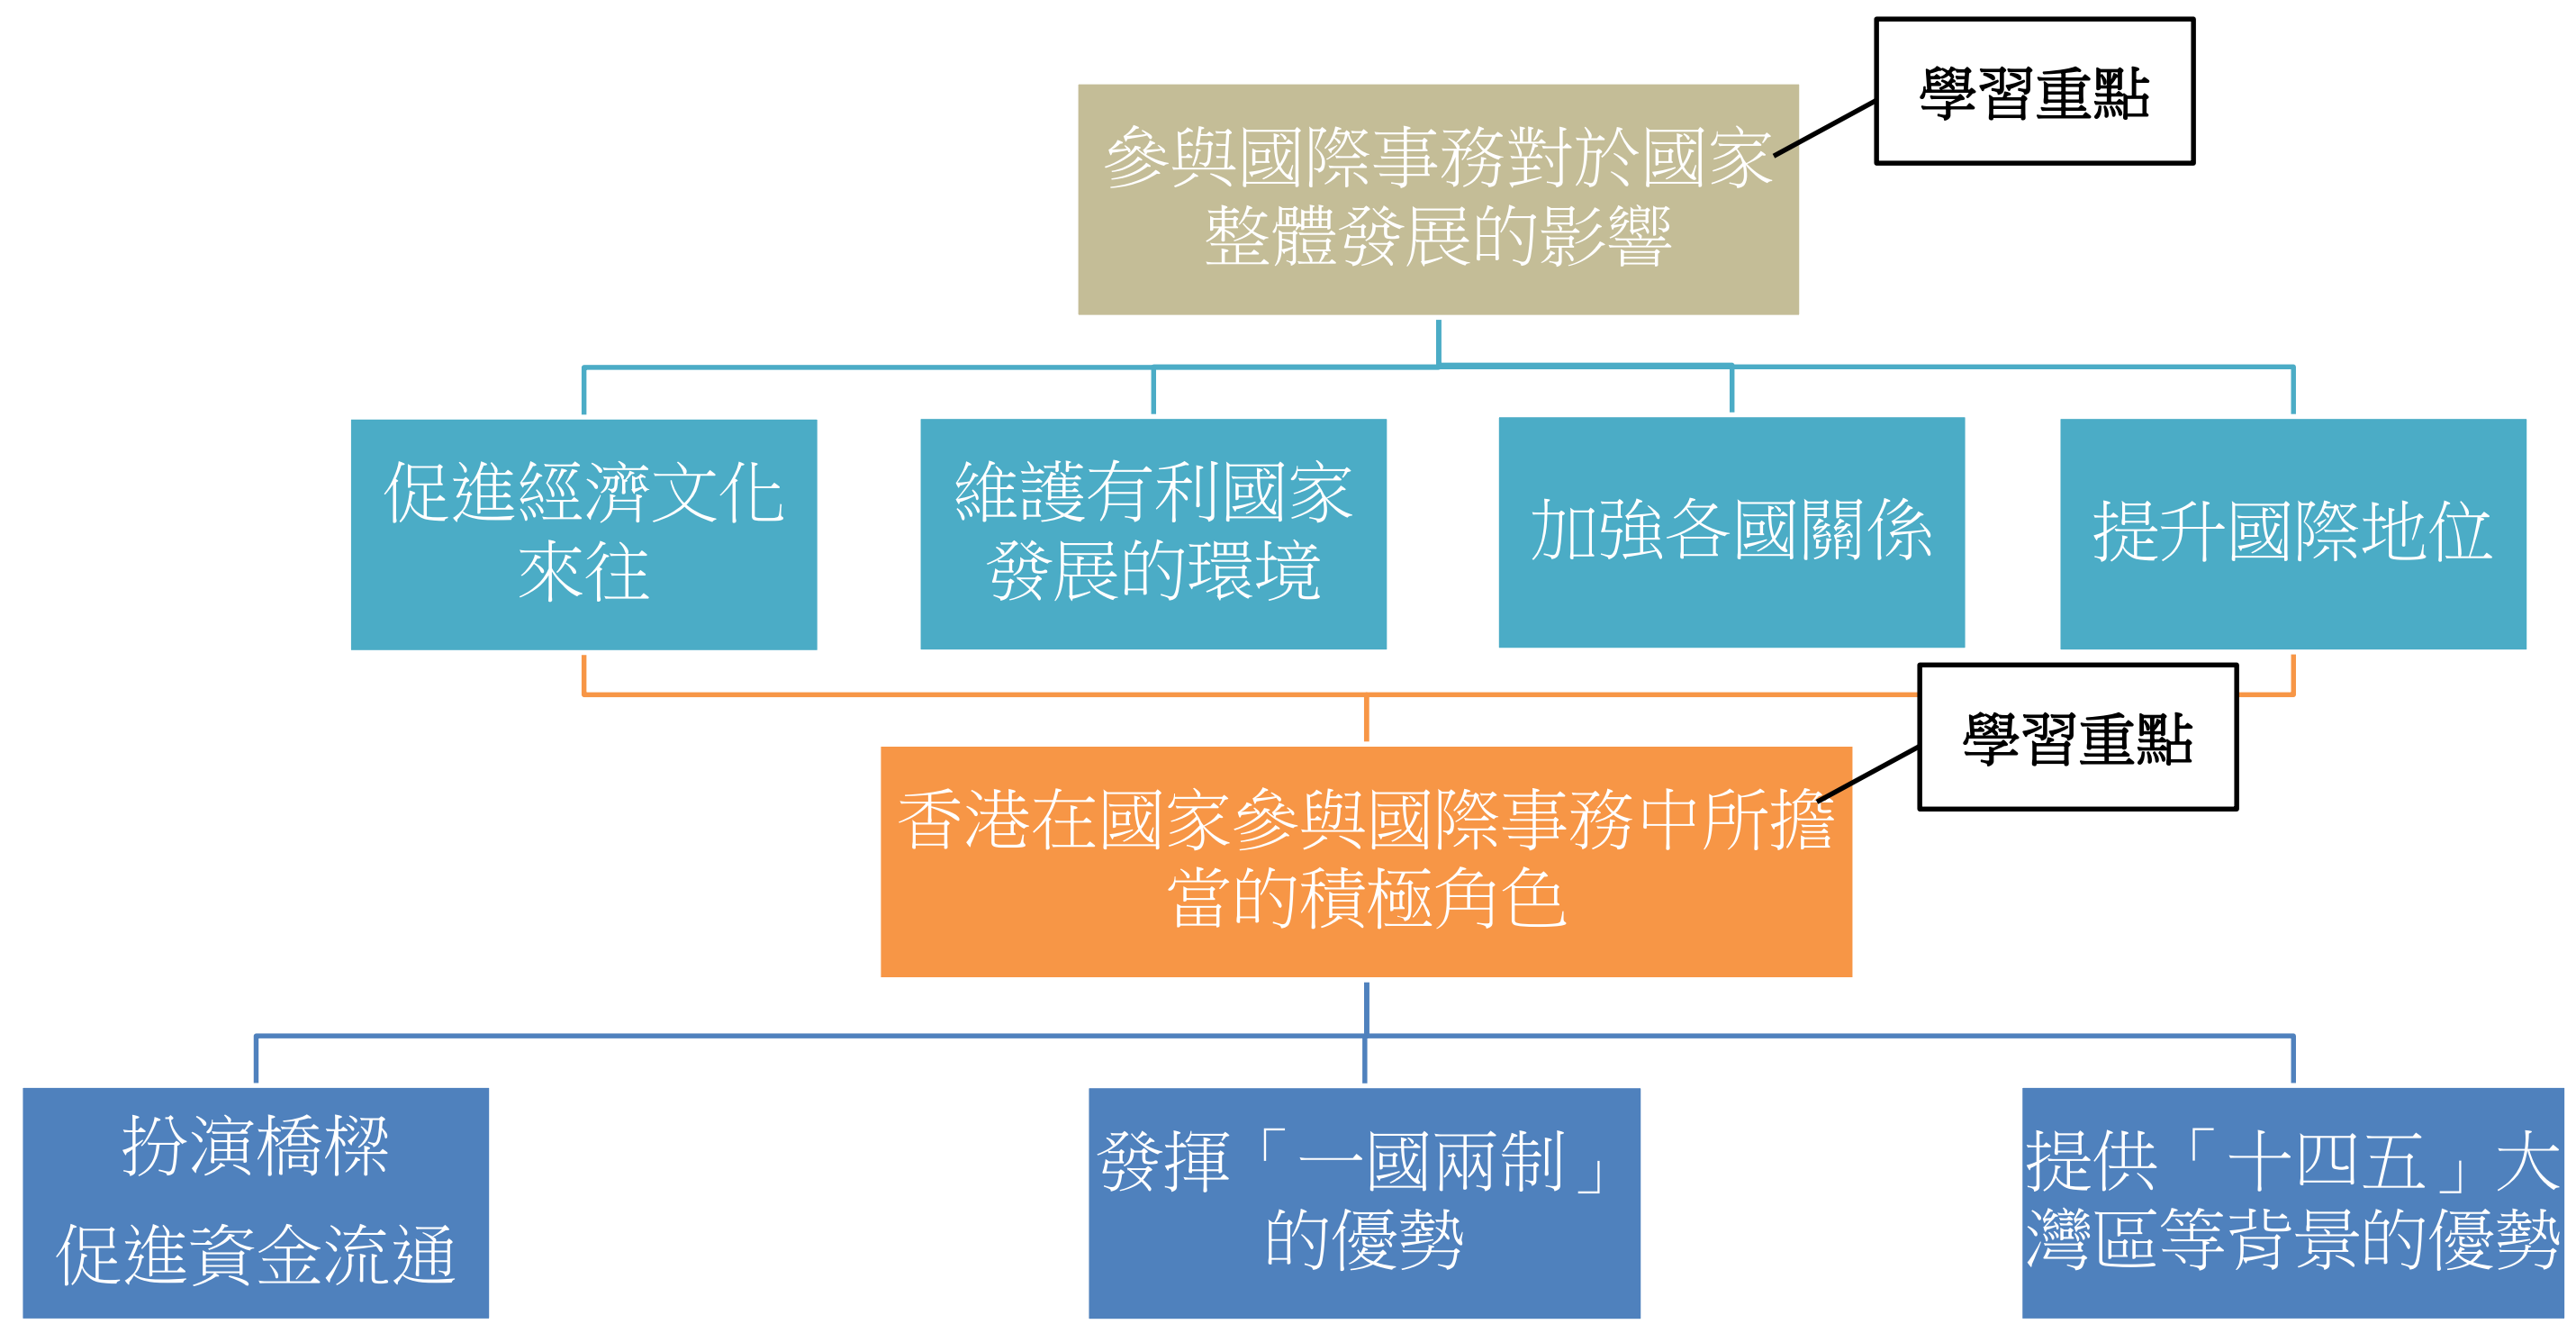 學習重點
參與國際事務對於國家
整體發展的影響
促進經濟文化
來往
維護有利國家
發展的環境
加強各國關係
提升國際地位
學習重點
香港在國家參與國際事務中所擔
當的積極角色
扮演橋樑
促進資金流通
發揮「一國兩制」
的優勢
提供「十四五」大
灣區等背景的優勢